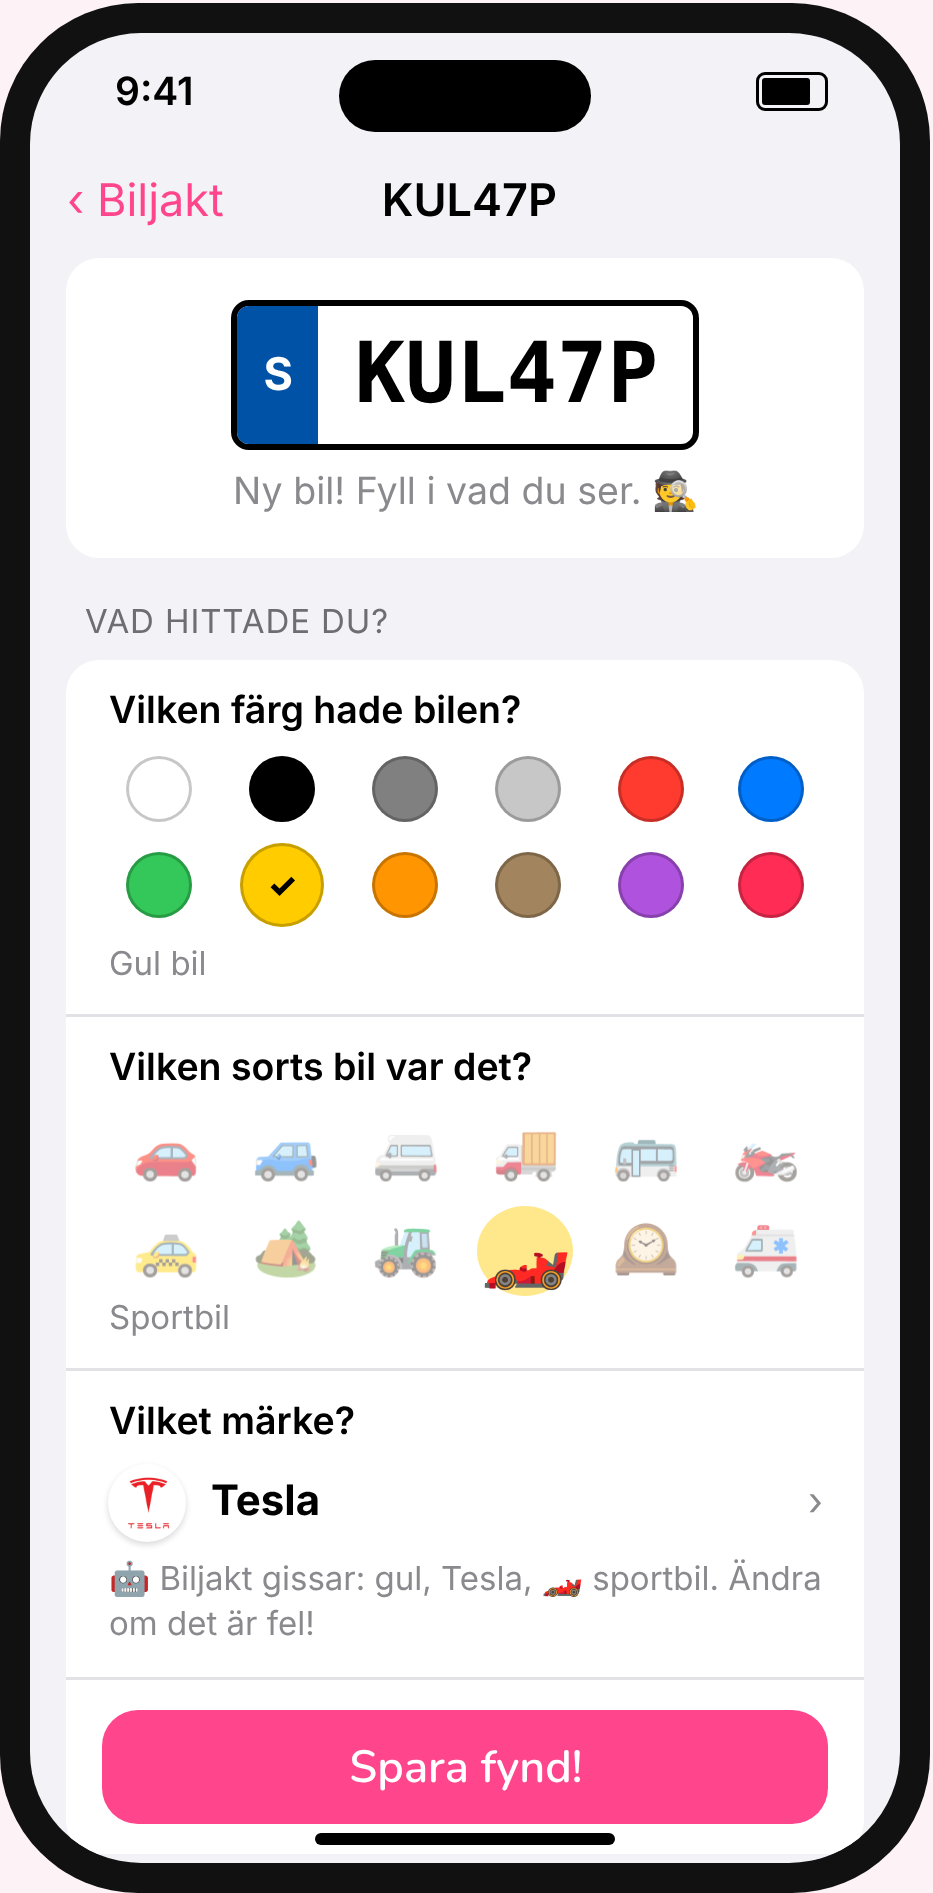 9:41
‹ Biljakt
KUL47P
S
KUL47P
Ny bil! Fyll i vad du ser. 🕵️
VAD HITTADE DU?
Vilken färg hade bilen?
Gul bil
Vilken sorts bil var det?
Sportbil
Vilket märke?
TESLA
Tesla ›
🤖 Biljakt gissar: gul, Tesla, 🏎️ sportbil. Ändra
om det är fel!
Spara fynd!